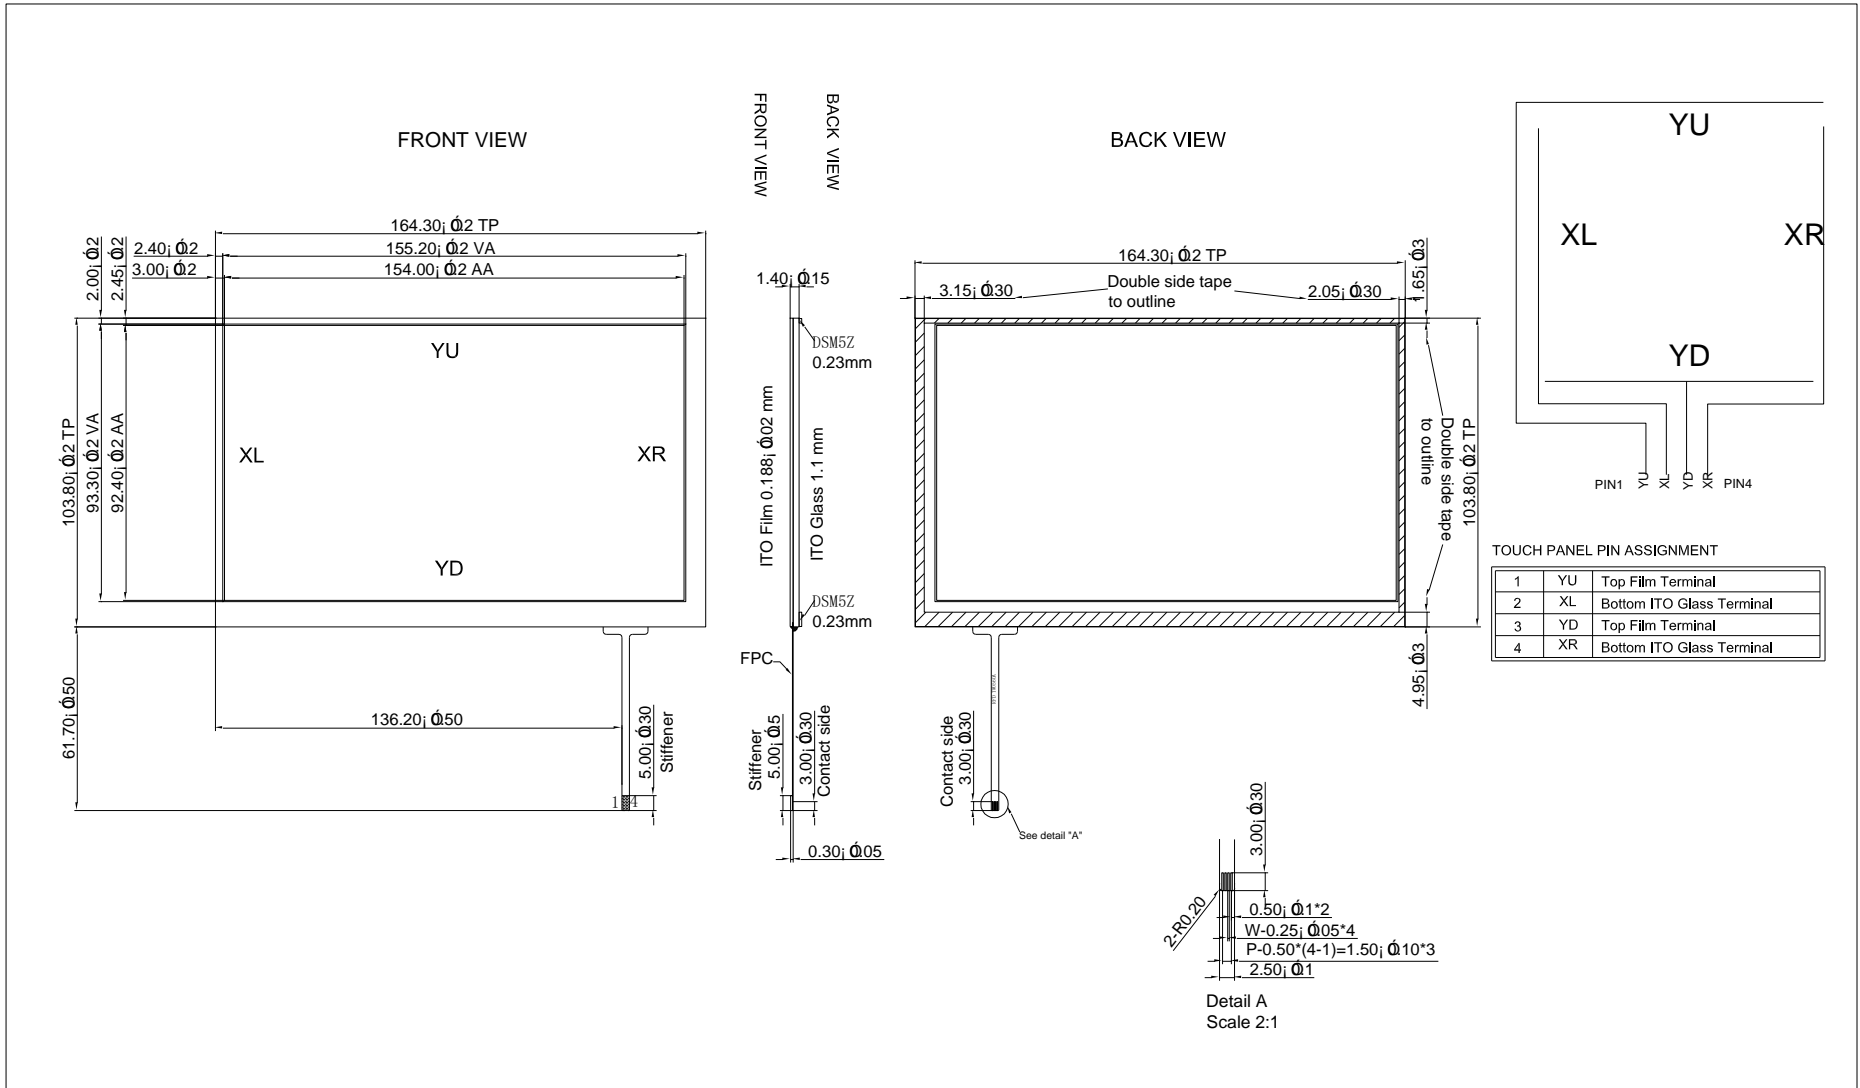 FRONT VIEW
FRONT VIEW
BACK VIEW
BACK VIEW
164.30¡Ó0.2 TP
155.20¡Ó0.2 VA
154.00¡Ó0.2 AA
2.40¡Ó0.2
3.00¡Ó0.2
2.00¡Ó0.2
2.45¡Ó0.2
103.80¡Ó0.2 TP
93.30¡Ó0.2 VA
92.40¡Ó0.2 AA
YU
XL
XR
YD
61.70¡Ó0.50
136.20¡Ó0.50
5.00¡Ó0.30
Stiffener
1 4
1.40¡Ó0.15
DSM5Z
0.23mm
ITO Film 0.188¡Ó0.02 mm
ITO Glass 1.1 mm
DSM5Z
0.23mm
FPC
Stiffener
5.00¡Ó0.5
3.00¡Ó0.30
Contact side
0.30¡Ó0.05
164.30¡Ó0.2 TP
3.15¡Ó0.30
Double side tape
to outline
2.05¡Ó0.30
.65¡Ó0.3
Double side tape
to outline
103.80¡Ó0.2 TP
4.95¡Ó0.3
Contact side
3.00¡Ó0.30
See detail "A"
3.00¡Ó0.30
2-R0.20
0.50¡Ó0.1*2
W-0.25¡Ó0.05*4
P-0.50*(4-1)=1.50¡Ó0.10*3
2.50¡Ó0.1
Detail A
Scale 2:1
YU
XL
XR
YD
PIN1 YU XL YD XR PIN4
TOUCH PANEL PIN ASSIGNMENT
1 YU Top Film Terminal
2 XL Bottom ITO Glass Terminal
3 YD Top Film Terminal
4 XR Bottom ITO Glass Terminal